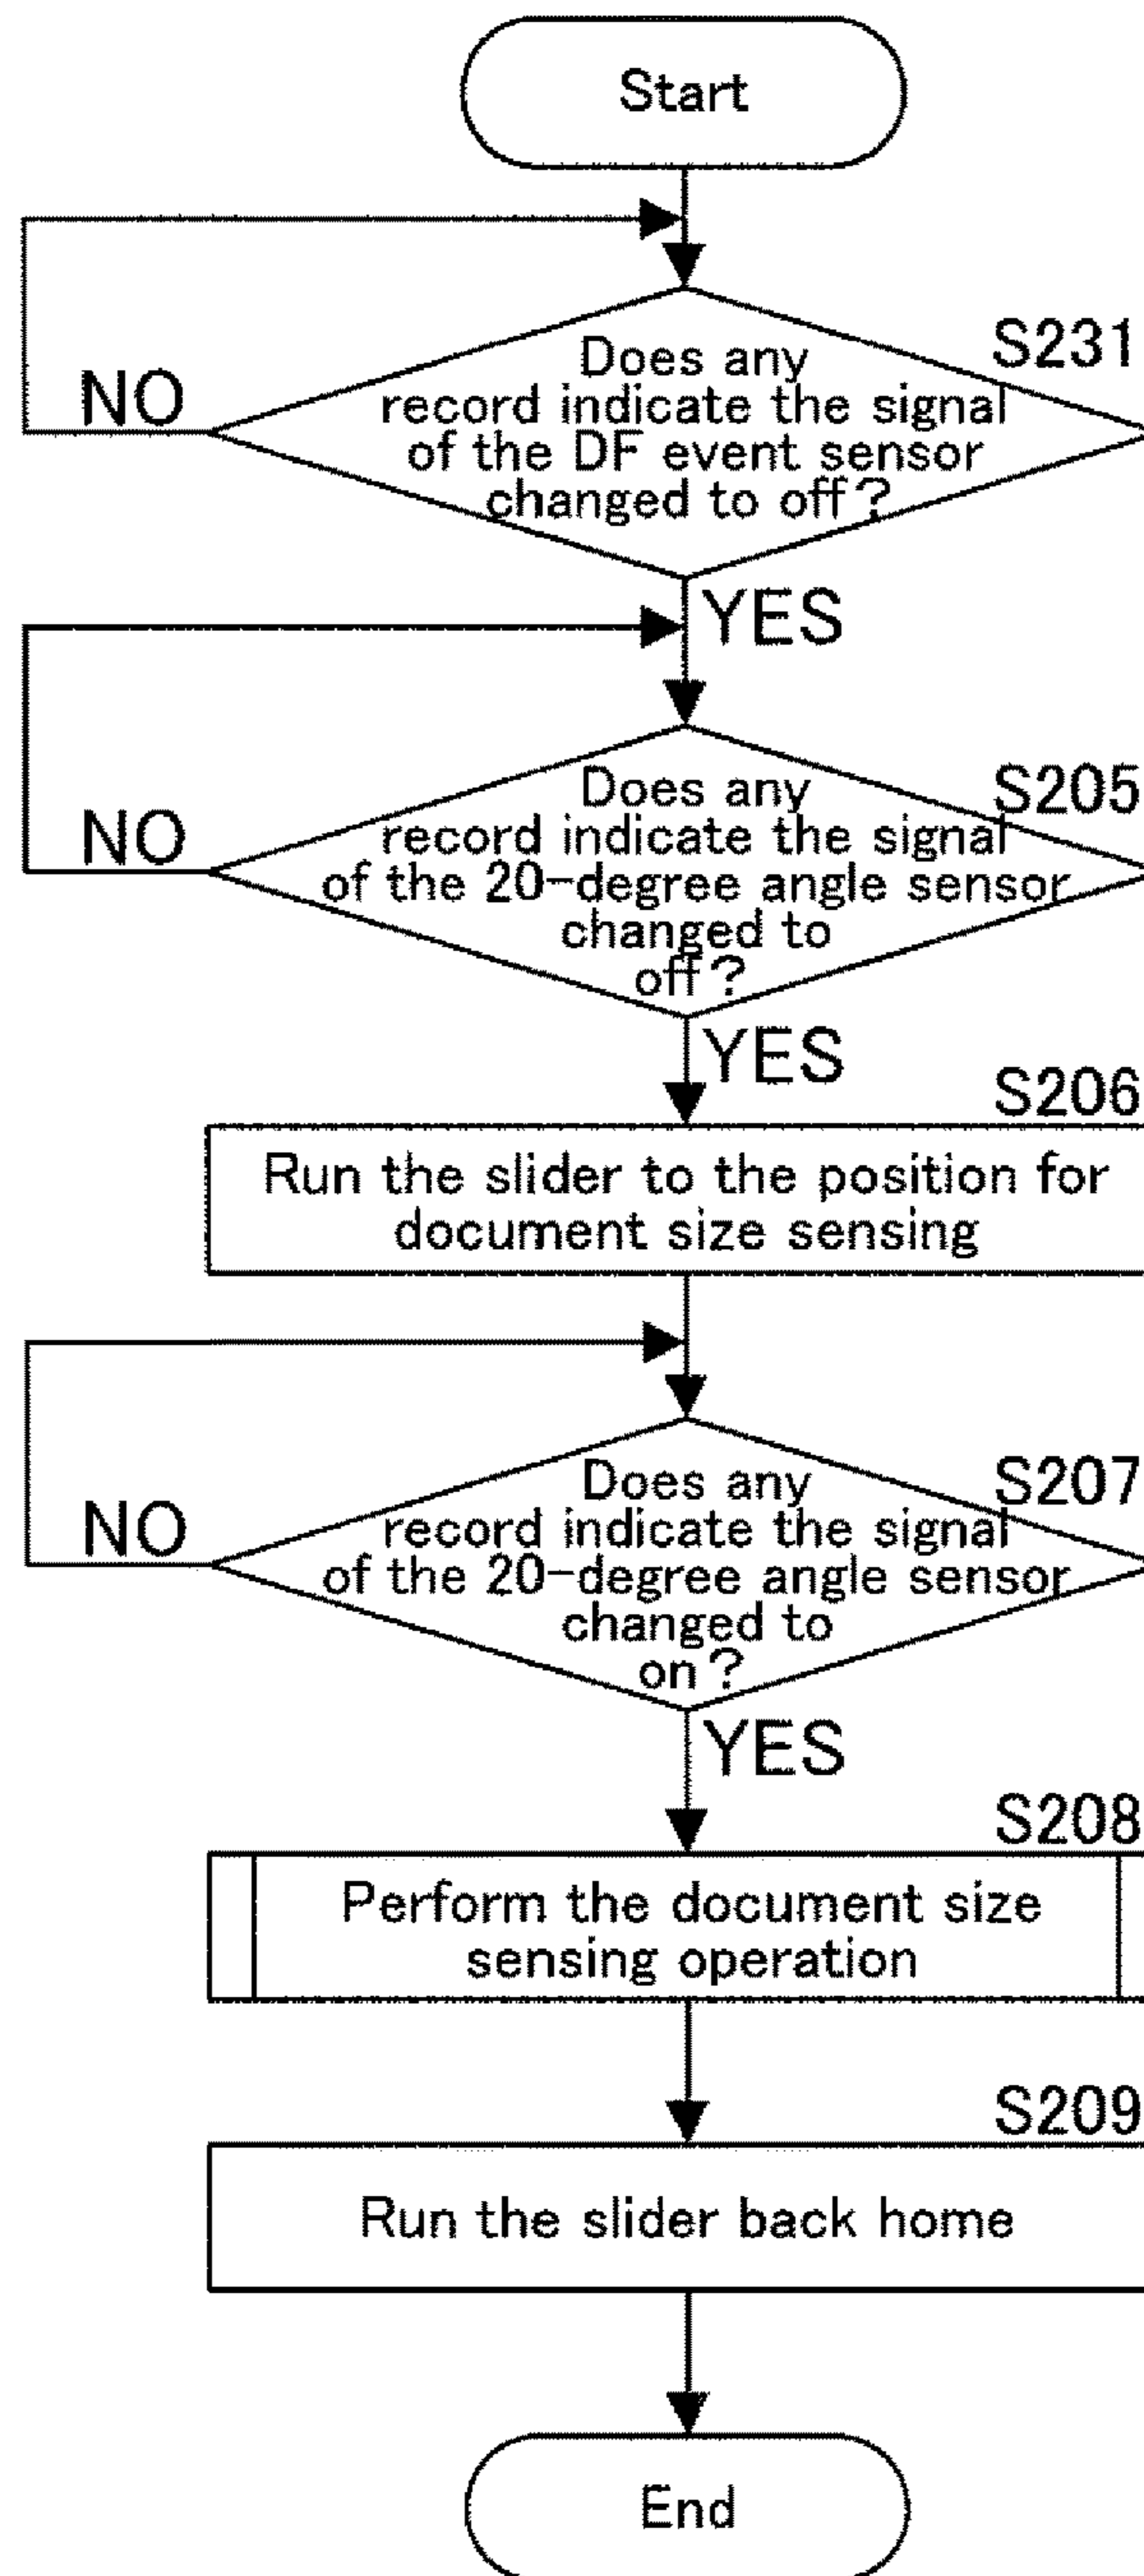 Start
S231
Does any
record indicate the signal
of the DF event sensor
changed to off?
NO
YES
S205
Does any
record indicate the signal
of the 20-degree angle sensor
changed to
off?
NO
YES
S206
Run the slider to the position for
document size sensing
S207
Does any
record indicate the signal
of the 20-degree angle sensor
changed to
on?
NO
YES
S208
Perform the document size
sensing operation
S209
Run the slider back home
End